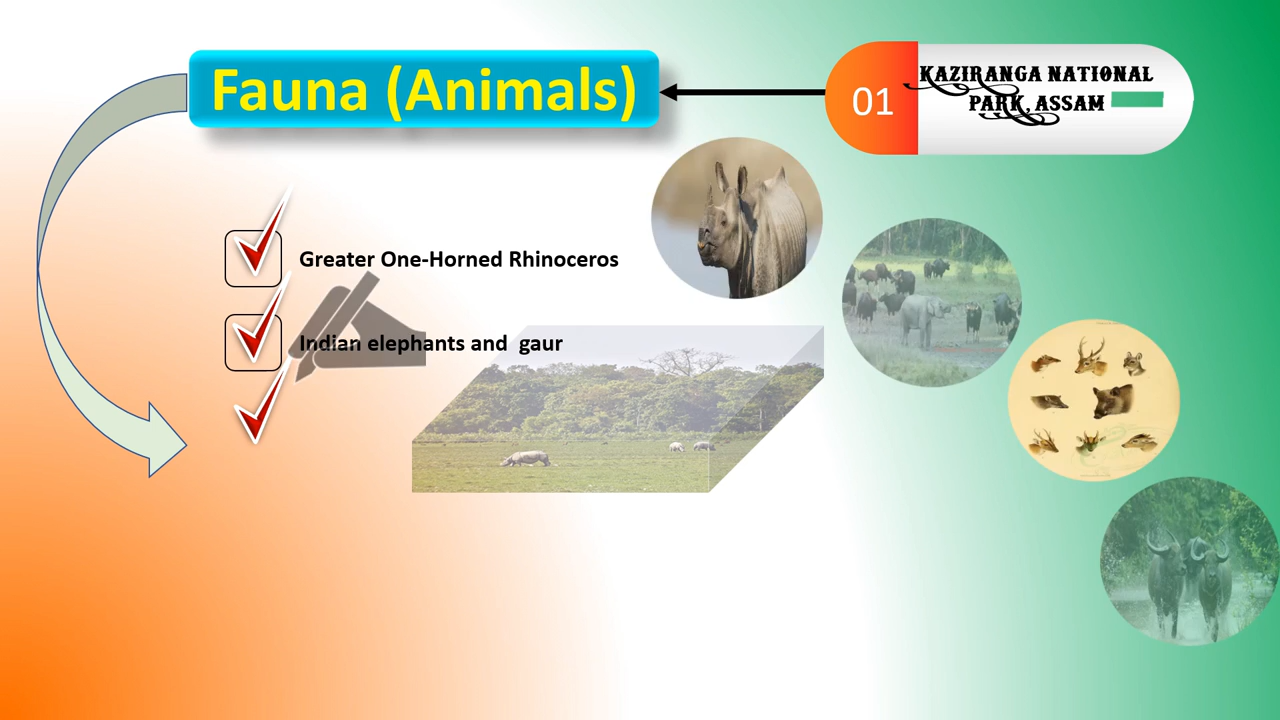 Fauna (Animals)
01
KAZIRANGA NATIONAL
PARK, ASSAM
Greater One-Horned Rhinoceros
Indian elephants and gaur